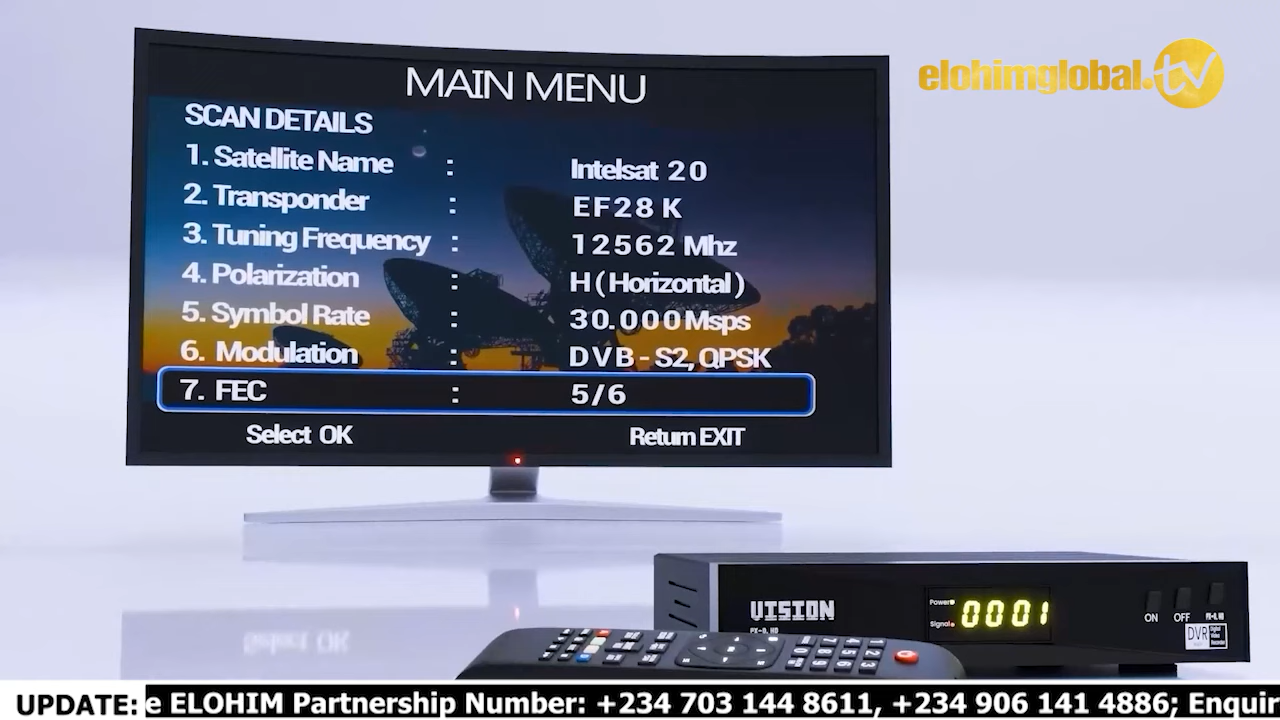 elohimglobal.tv
MAIN MENU
SCAN DETAILS
1. Satellite Name : Intelsat 20
2. Transponder : EF28 K
3. Tuning Frequency : 12562 Mhz
4. Polarization : H (Horizontal)
5. Symbol Rate : 30.000Msps
6. Modulation : DVB-S2, QPSK
7. FEC : 5/6
Select OK Return EXIT
VISION
Power
Signal
0001
ON OFF
DVR
UPDATE: e ELOHIM Partnership Number: +234 703 144 8611, +234 906 141 4886; Enquir